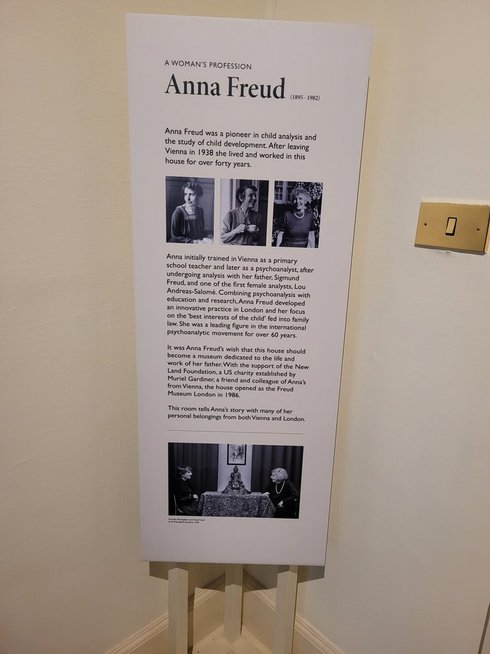 A WOMAN'S PROFESSION
Anna Freud (1895 - 1982)
Anna Freud was a pioneer in child analysis and
the study of child development. After leaving
Vienna in 1938 she lived and worked in this
house for over forty years.
Anna initially trained in Vienna as a primary
school teacher and later as a psychoanalyst, after
undergoing analysis with her father, Sigmund
Freud, and one of the first female analysts, Lou
Andreas-Salomé. Combining psychoanalysis with
education and research, Anna Freud developed
an innovative practice in London and her focus
on the 'best interests of the child' fed into family
law. She was a leading figure in the international
psychoanalytic movement for over 60 years.
It was Anna Freud's wish that this house should
become a museum dedicated to the life and
work of her father. With the support of the New
Land Foundation, a US charity established by
Muriel Gardiner, a friend and colleague of Anna's
from Vienna, the house opened as the Freud
Museum London in 1986.
This room tells Anna's story with many of her
personal belongings from both Vienna and London.
Dorothy Burlingham and Anna Freud
at 20 Maresfield Gardens,